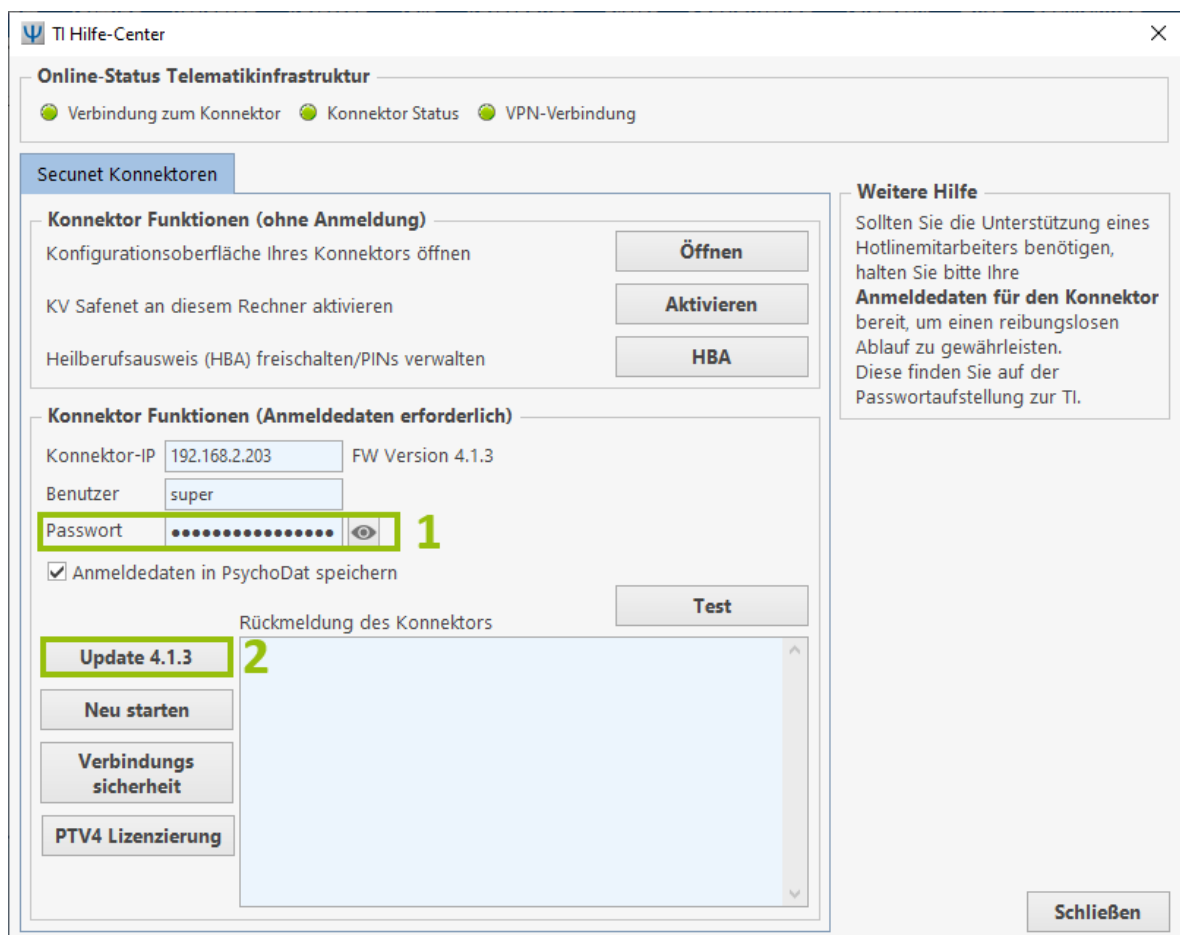 TI Hilfe-Center
Online-Status Telematikinfrastruktur
Verbindung zum Konnektor Konnektor Status VPN-Verbindung
Secunet Konnektoren
Konnektor Funktionen (ohne Anmeldung)
Konfigurationsoberfläche Ihres Konnektors öffnen Öffnen
KV Safenet an diesem Rechner aktivieren Aktivieren
Heilberufsausweis (HBA) freischalten/PINs verwalten HBA
Konnektor Funktionen (Anmeldedaten erforderlich)
Konnektor-IP 192.168.2.203 FW Version 4.1.3
Benutzer super
Passwort •••••••••••••••• 1
Anmeldedaten in PsychoDat speichern
Test
Rückmeldung des Konnektors
Update 4.1.3 2
Neu starten
Verbindungs
sicherheit
PTV4 Lizenzierung
Weitere Hilfe
Sollten Sie die Unterstützung eines
Hotlinemitarbeiters benötigen,
halten Sie bitte Ihre
Anmeldedaten für den Konnektor
bereit, um einen reibungslosen
Ablauf zu gewährleisten.
Diese finden Sie auf der
Passwortaufstellung zur TI.
Schließen